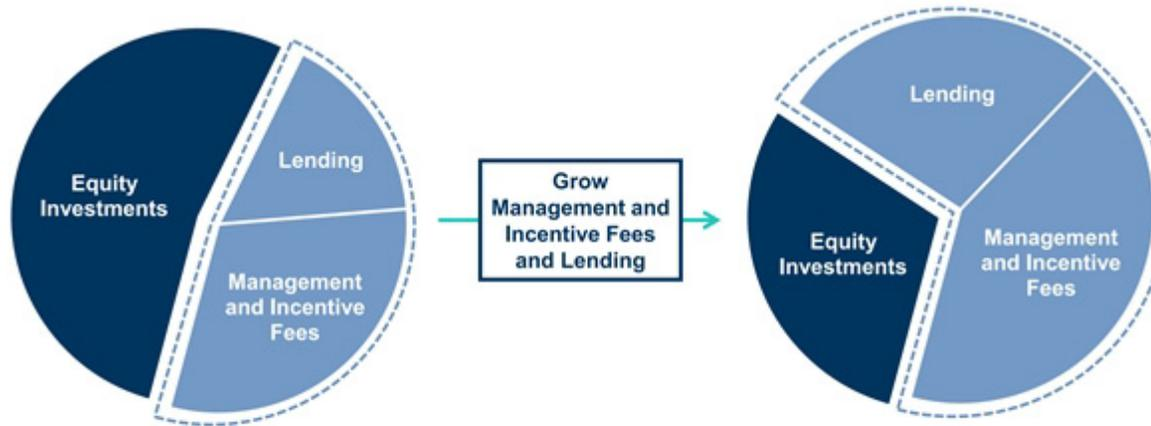 Equity
Investments
Lending
Management
and Incentive
Fees
Grow
Management and
Incentive Fees
and Lending
Lending
Equity
Investments
Management
and Incentive
Fees